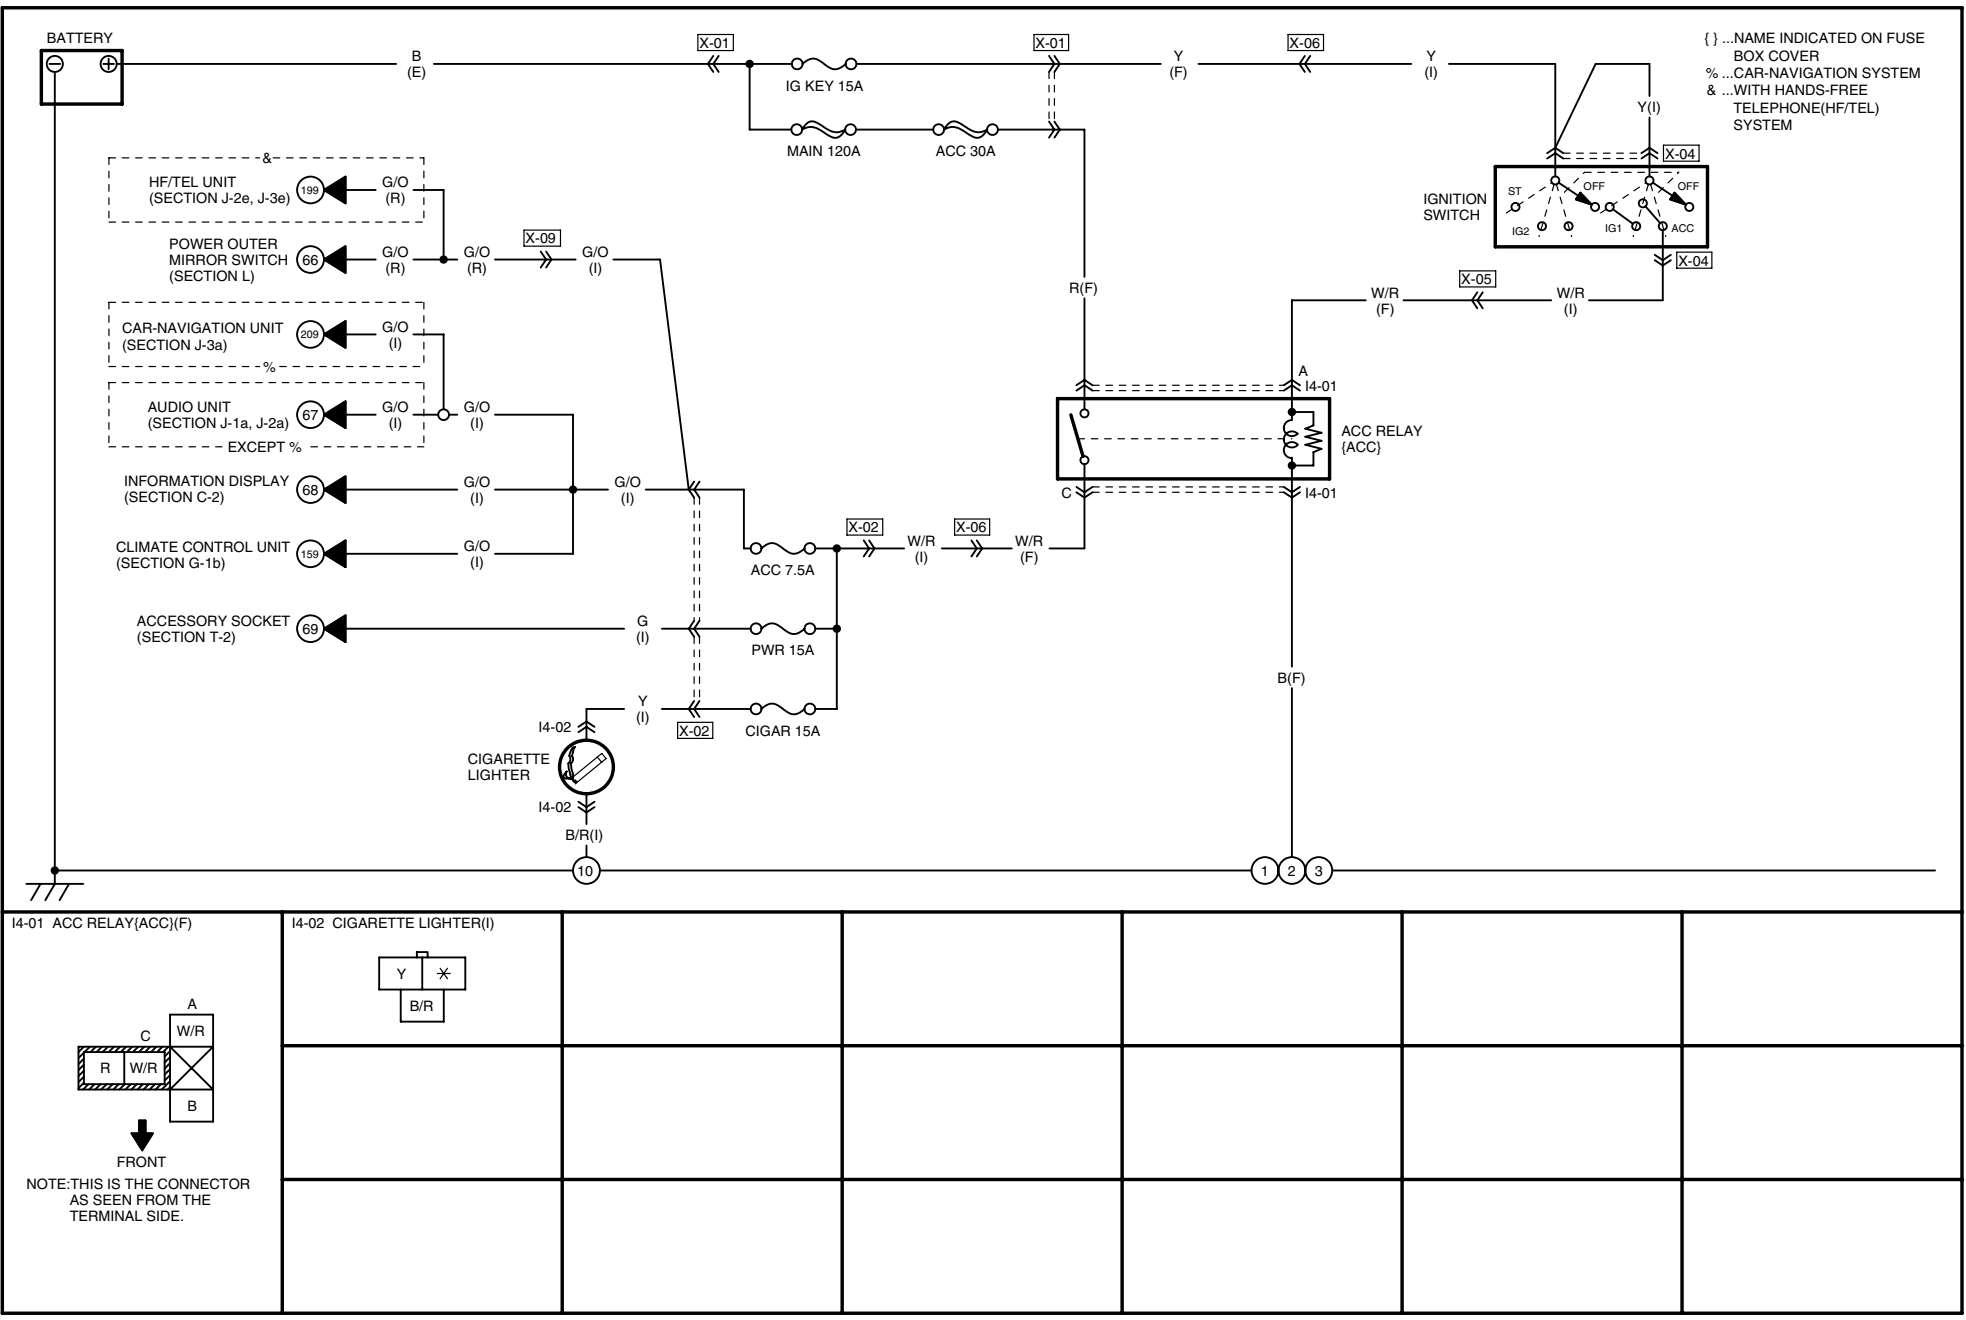 BATTERY
B
(E)
X-01
IG KEY 15A
X-01
Y
(F)
X-06
Y
(I)
Y(I)
{ } ...NAME INDICATED ON FUSE
BOX COVER
% ...CAR-NAVIGATION SYSTEM
& ...WITH HANDS-FREE
TELEPHONE(HF/TEL)
SYSTEM
MAIN 120A
ACC 30A
X-04
IGNITION
SWITCH
ST
OFF
OFF
IG2
IG1
ACC
X-04
&
HF/TEL UNIT
(SECTION J-2e, J-3e)
199
G/O
(R)
POWER OUTER
MIRROR SWITCH
(SECTION L)
66
G/O
(R)
G/O
(R)
X-09
G/O
(I)
R(F)
W/R
(F)
X-05
W/R
(I)
CAR-NAVIGATION UNIT
(SECTION J-3a)
209
G/O
(I)
%
AUDIO UNIT
(SECTION J-1a, J-2a)
67
G/O
(I)
G/O
(I)
EXCEPT %
A
I4-01
ACC RELAY
{ACC}
C
I4-01
INFORMATION DISPLAY
(SECTION C-2)
68
G/O
(I)
G/O
(I)
CLIMATE CONTROL UNIT
(SECTION G-1b)
159
G/O
(I)
ACC 7.5A
X-02
W/R
(I)
X-06
W/R
(F)
ACCESSORY SOCKET
(SECTION T-2)
69
G
(I)
PWR 15A
B(F)
Y
(I)
X-02
CIGAR 15A
I4-02
CIGARETTE
LIGHTER
I4-02
B/R(I)
10
1
2
3
I4-01 ACC RELAY{ACC}(F)
A
W/R
C
R
W/R
B
FRONT
NOTE:THIS IS THE CONNECTOR
AS SEEN FROM THE
TERMINAL SIDE.
I4-02 CIGARETTE LIGHTER(I)
Y
*
B/R